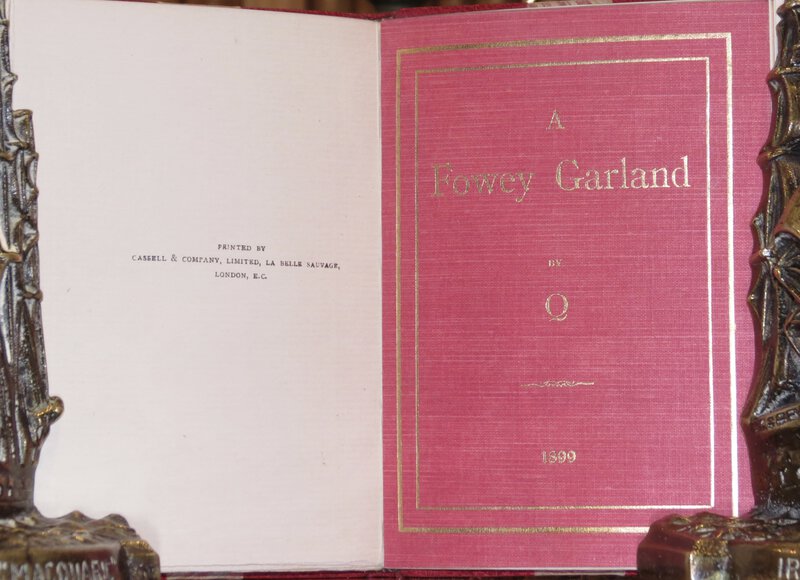 PRINTED BY
CASSELL & COMPANY, LIMITED, LA BELLE SAUVAGE,
LONDON, E.C.
A
Fowey Garland
BY
Q
1899